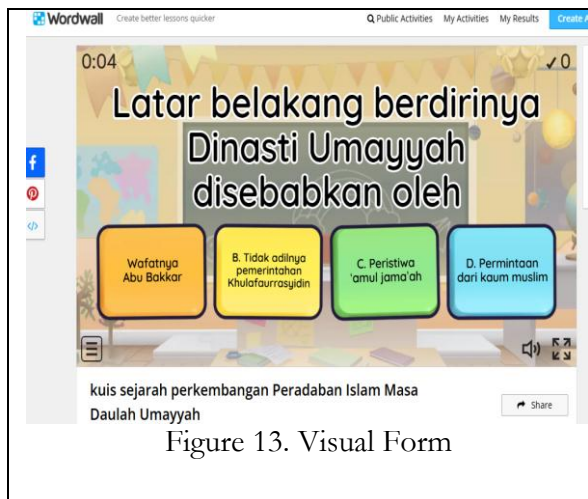 Wordwall Create better lessons quicker Public Activities My Activities My Results Create A
0:04 ✓ 0
Latar belakang berdirinya
Dinasti Umayyah
disebabkan oleh
Wafatnya
Abu Bakkar
B. Tidak adilnya
pemerintahan
Khulafaurrasyidin
C. Peristiwa
'amul jama'ah
D. Permintaan
dari kaum muslim
kuis sejarah perkembangan Peradaban Islam Masa
Daulah Umayyah
Share
Figure 13. Visual Form